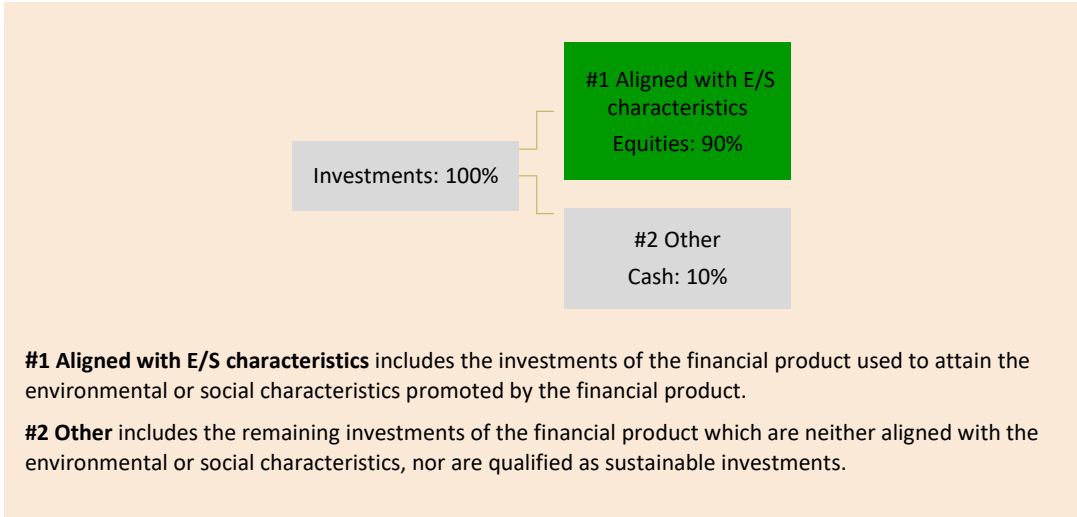 #1 Aligned with E/S
characteristics
Equities: 90%
Investments: 100%
#2 Other
Cash: 10%
#1 Aligned with E/S characteristics includes the investments of the financial product used to attain the
environmental or social characteristics promoted by the financial product.
#2 Other includes the remaining investments of the financial product which are neither aligned with the
environmental or social characteristics, nor are qualified as sustainable investments.